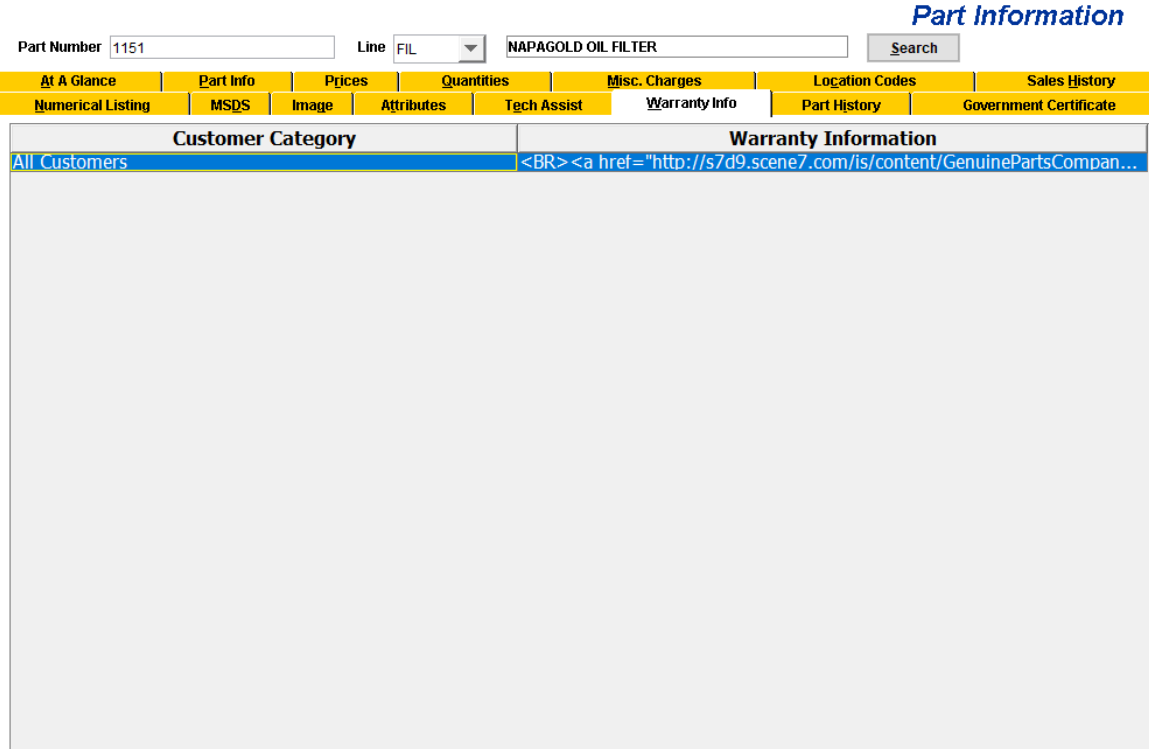 Part Information
Part Number 1151 Line FIL NAPAGOLD OIL FILTER Search
At A Glance Part Info Prices Quantities Misc. Charges Location Codes Sales History
Numerical Listing MSDS Image Attributes Tech Assist Warranty Info Part History Government Certificate
Customer Category Warranty Information
All Customers <BR><a href="http://s7d9.scene7.com/is/content/GenuinePartsCompan...